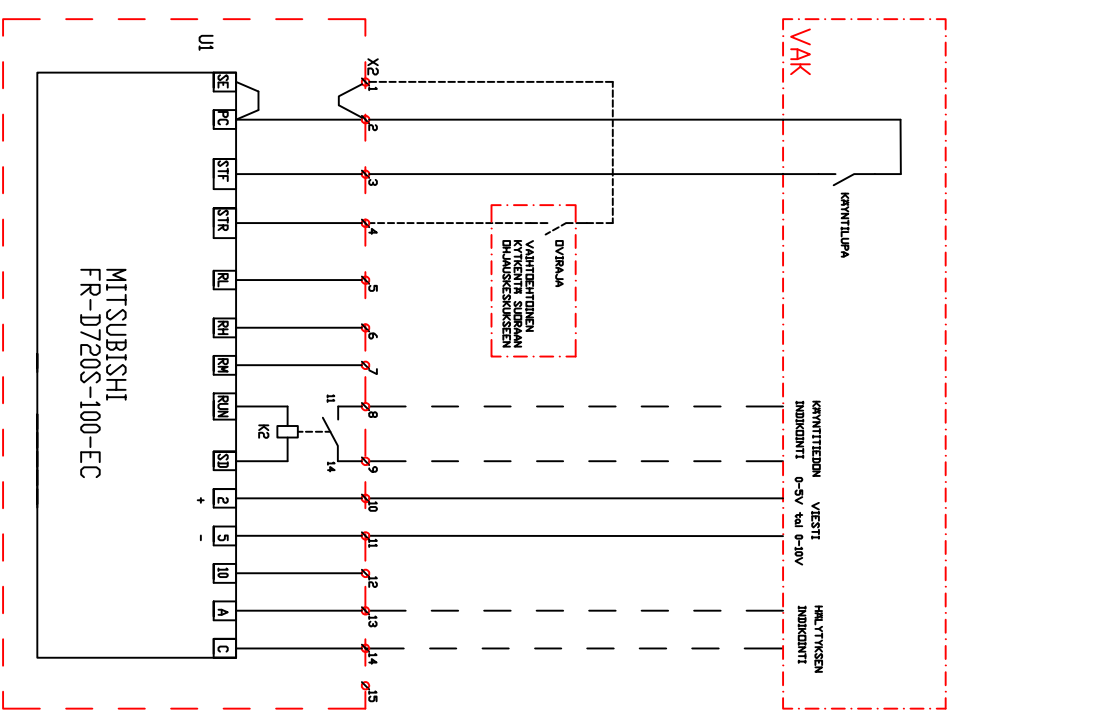 U1
X2
VAK
SE
PC
STF
STR
RL
RH
RM
RUN
SD
2
5
10
A
C
+
-
MITSUBISHI
FR-D720S-100-EC
K2
11
14
1
2
3
4
5
6
7
8
9
10
11
12
13
14
15
OVIRAJA
VAIHTOEHTOINEN
KYTKENTÄ SUORAAN
OHJAUSKESKUKSEEN
KÄYNTILUPA
KÄYNTITIEDON
INDIKOINTI
VIESTI
0-5V tai 0-10V
HÄLYTYKSEN
INDIKOINTI